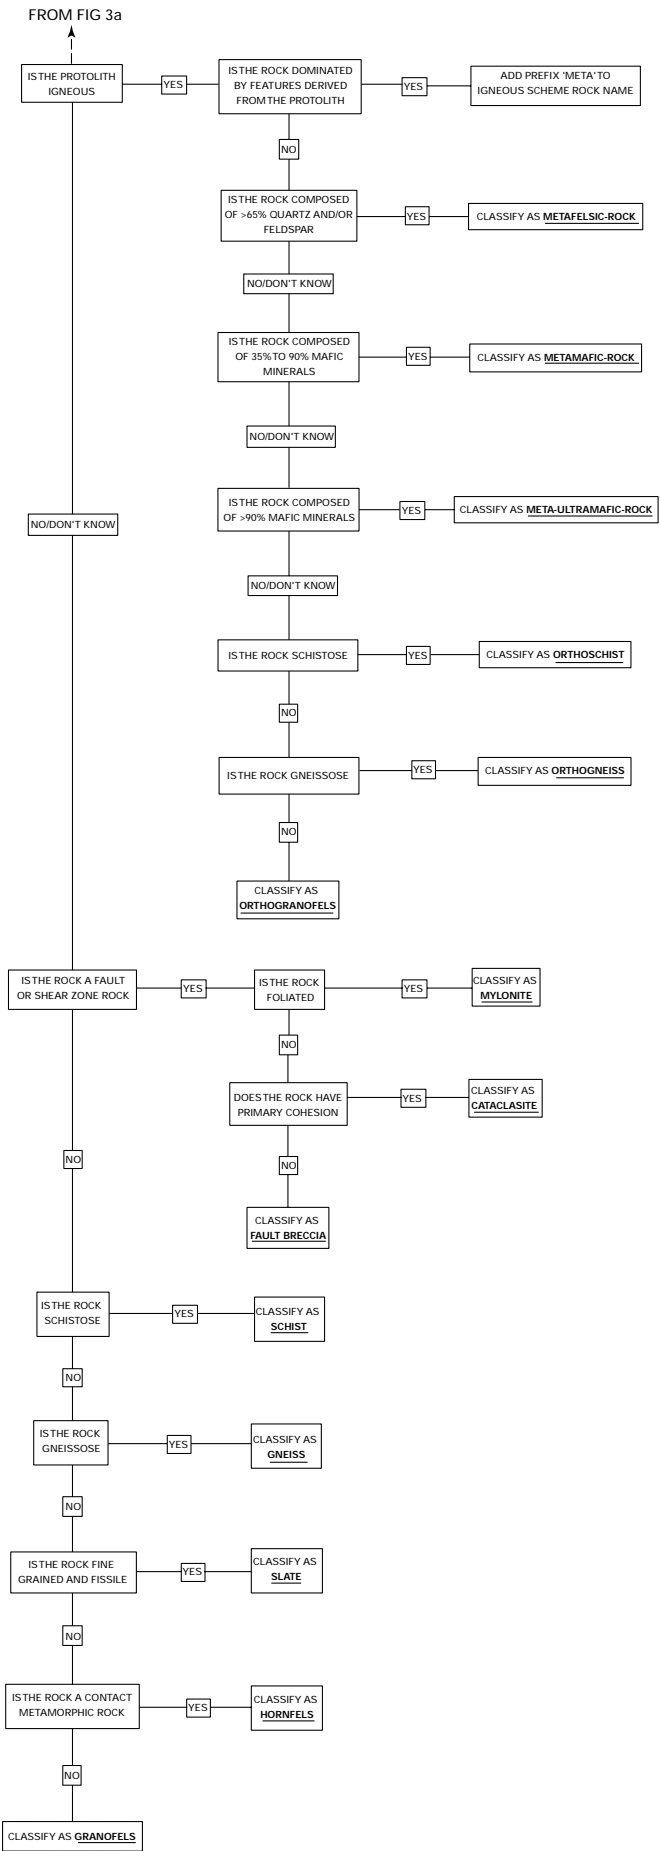 FROM FIG 3a
IS THE PROTOLITH
IGNEOUS
YES
IS THE ROCK DOMINATED
BY FEATURES DERIVED
FROM THE PROTOLITH
YES
ADD PREFIX 'META' TO
IGNEOUS SCHEME ROCK NAME
NO
IS THE ROCK COMPOSED
OF >65% QUARTZ AND/OR
FELDSPAR
YES
CLASSIFY AS METAFELSIC-ROCK
NO/DON'T KNOW
IS THE ROCK COMPOSED
OF 35% TO 90% MAFIC
MINERALS
YES
CLASSIFY AS METAMAFIC-ROCK
NO/DON'T KNOW
IS THE ROCK COMPOSED
OF >90% MAFIC MINERALS
YES
CLASSIFY AS META-ULTRAMAFIC-ROCK
NO/DON'T KNOW
NO/DON'T KNOW
IS THE ROCK SCHISTOSE
YES
CLASSIFY AS ORTHOSCHIST
NO
IS THE ROCK GNEISSOSE
YES
CLASSIFY AS ORTHOGNEISS
NO
CLASSIFY AS
ORTHOGRANOFELS
IS THE ROCK A FAULT
OR SHEAR ZONE ROCK
YES
IS THE ROCK
FOLIATED
YES
CLASSIFY AS
MYLONITE
NO
DOES THE ROCK HAVE
PRIMARY COHESION
YES
CLASSIFY AS
CATACLASITE
NO
NO
CLASSIFY AS
FAULT BRECCIA
IS THE ROCK
SCHISTOSE
YES
CLASSIFY AS
SCHIST
NO
IS THE ROCK
GNEISSOSE
YES
CLASSIFY AS
GNEISS
NO
IS THE ROCK FINE
GRAINED AND FISSILE
YES
CLASSIFY AS
SLATE
NO
IS THE ROCK A CONTACT
METAMORPHIC ROCK
YES
CLASSIFY AS
HORNFELS
NO
CLASSIFY AS GRANOFELS